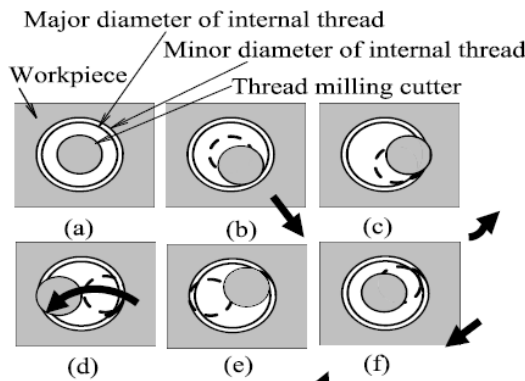 Major diameter of internal thread
Minor diameter of internal thread
Workpiece
Thread milling cutter
(a)
(b)
(c)
(d)
(e)
(f)